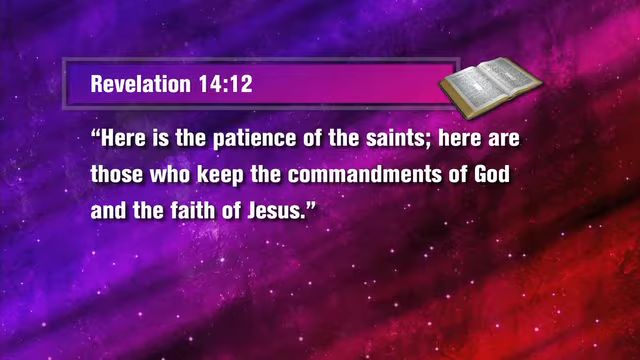 Revelation 14:12
“Here is the patience of the saints; here are
those who keep the commandments of God
and the faith of Jesus.”